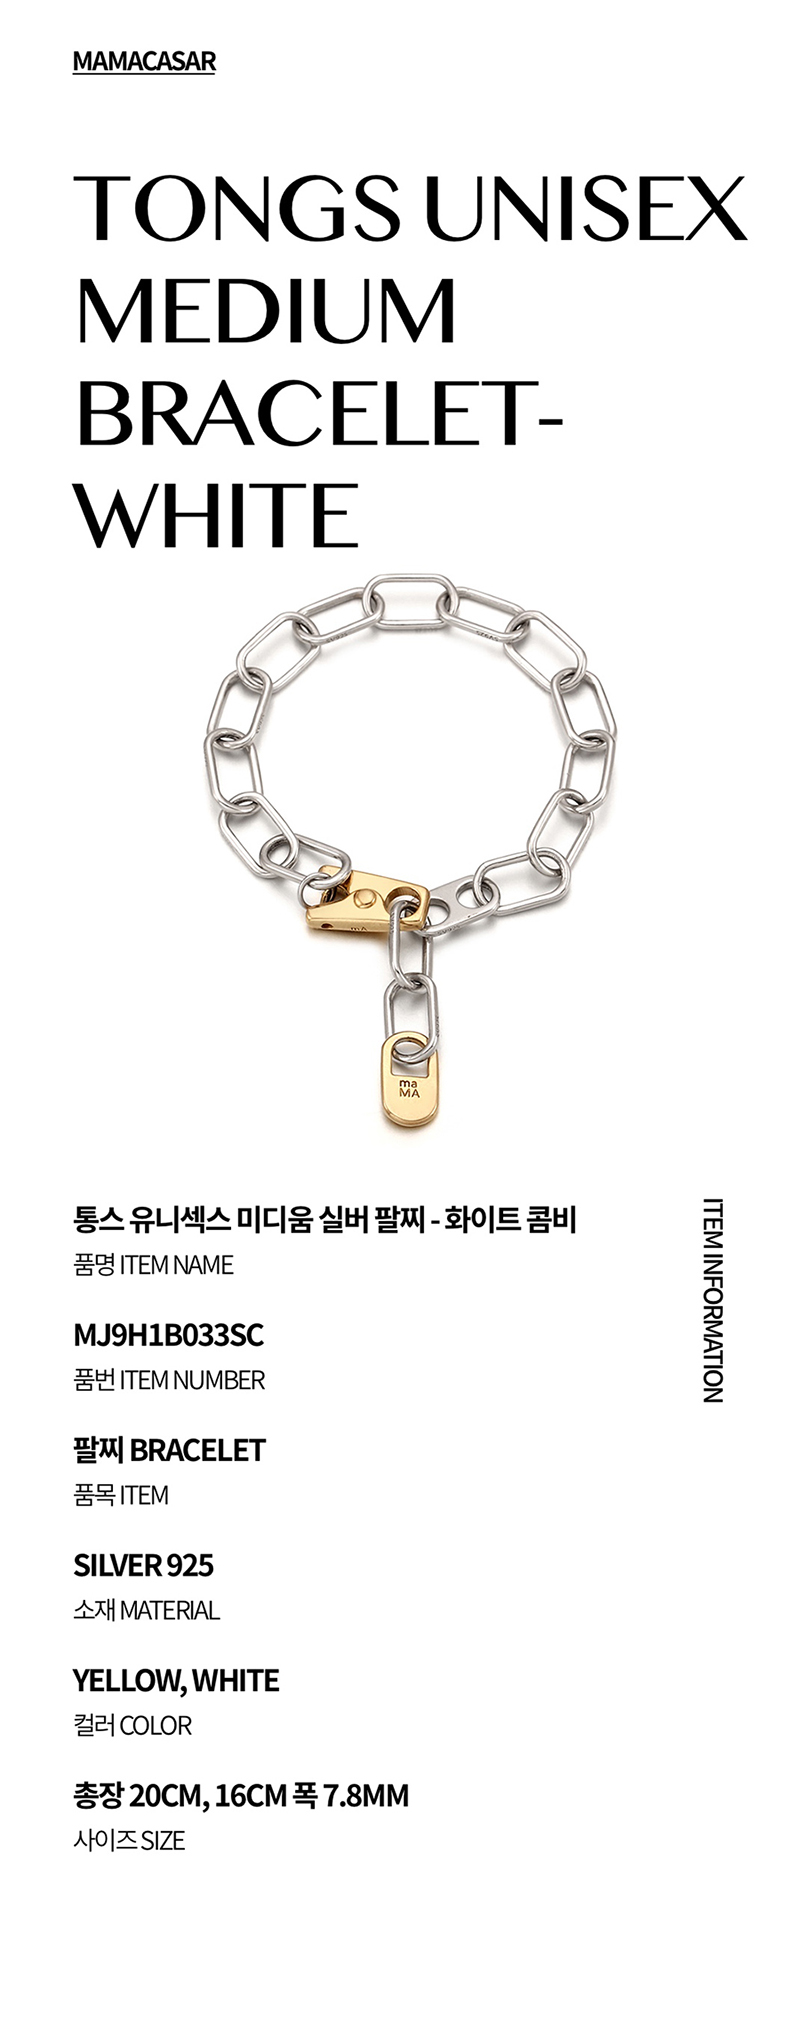 MAMACASAR
TONGS UNISEX
MEDIUM
BRACELET-
WHITE
mA
ma
MA
통스 유니섹스 미디움 실버 팔찌 - 화이트 콤비
품명 ITEM NAME
ITEM INFORMATION
MJ9H1B033SC
품번 ITEM NUMBER
팔찌 BRACELET
품목 ITEM
SILVER 925
소재 MATERIAL
YELLOW, WHITE
컬러 COLOR
총장 20CM, 16CM 폭 7.8MM
사이즈 SIZE